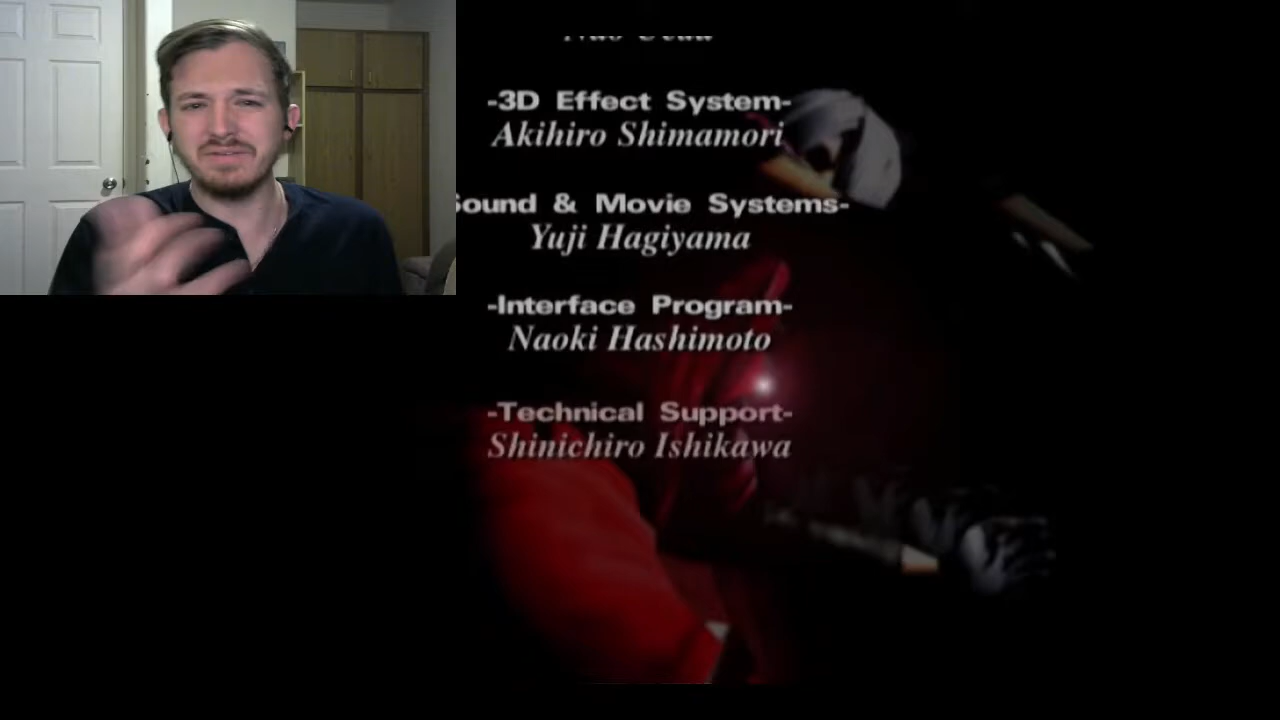 -3D Effect System-
Akihiro Shimamori
Sound & Movie Systems-
Yuji Hagiyama
-Interface Program-
Naoki Hashimoto
-Technical Support-
Shinichiro Ishikawa